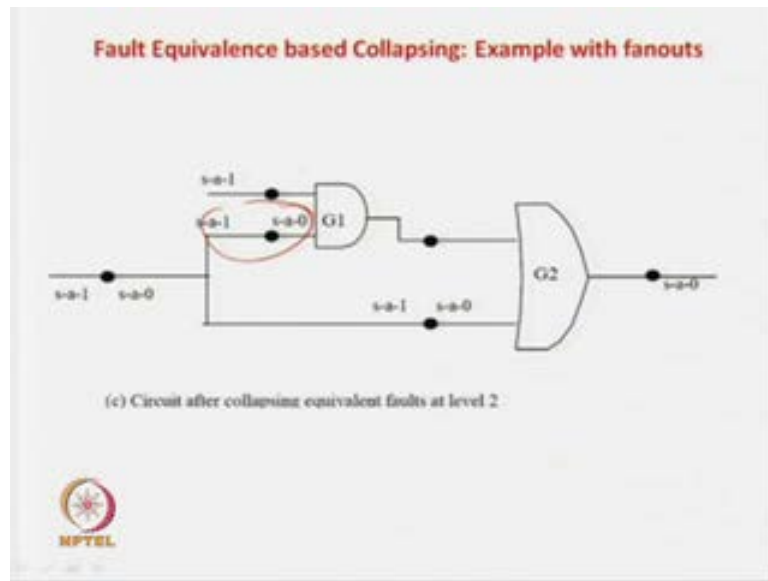 Fault Equivalence based Collapsing: Example with fanouts
s-a-1
s-a-1 s-a-0 G1
G2
s-a-1 s-a-0
s-a-0
s-a-1 s-a-0
(c) Circuit after collapsing equivalent faults at level 2
NPTEL